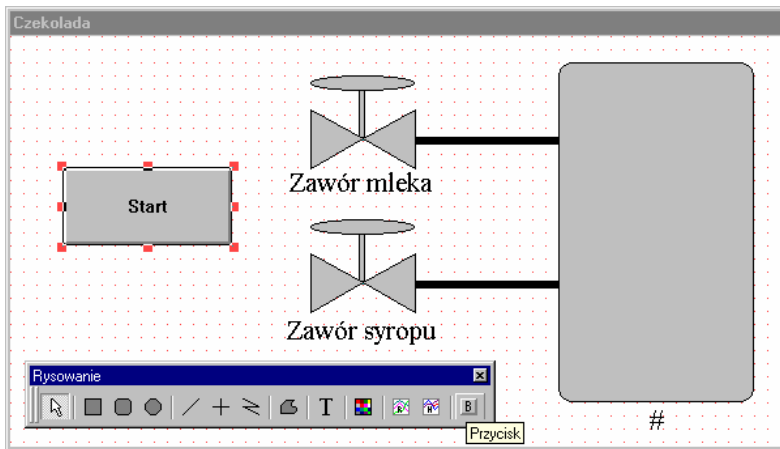 Czekolada
Zawór mleka
Start
Zawór syropu
Rysowanie
T
R
H
B
#
Przycisk